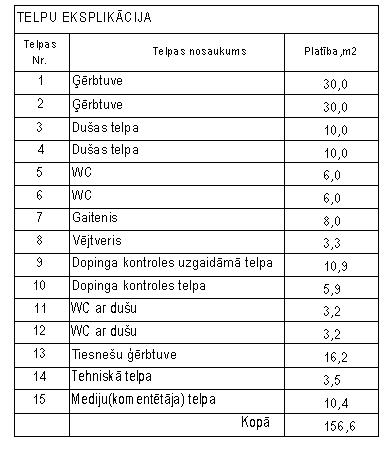 TELPU EKSPLIKĀCIJA
Telpas Nr. Telpas nosaukums Platība,m2
1 Ģērbtuve 30,0
2 Ģērbtuve 30,0
3 Dušas telpa 10,0
4 Dušas telpa 10,0
5 WC 6,0
6 WC 6,0
7 Gaitenis 8,0
8 Vējtveris 3,3
9 Dopinga kontroles uzgaidāmā telpa 10,9
10 Dopinga kontroles telpa 5,9
11 WC ar dušu 3,2
12 WC ar dušu 3,2
13 Tiesnešu ģērbtuve 16,2
14 Tehniskā telpa 3,5
15 Mediju(komentētāja) telpa 10,4
Kopā 156,6